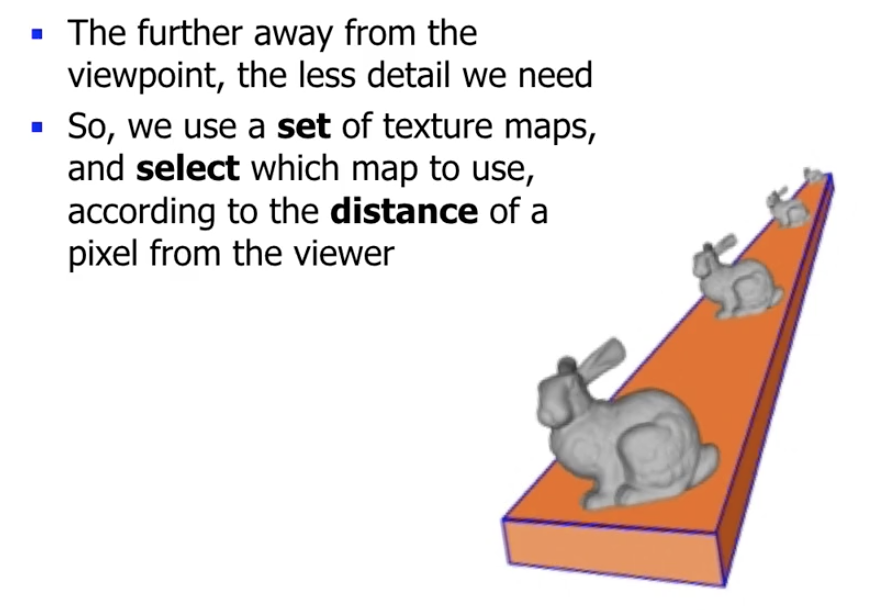 The further away from the
viewpoint, the less detail we need
So, we use a set of texture maps,
and select which map to use,
according to the distance of a
pixel from the viewer